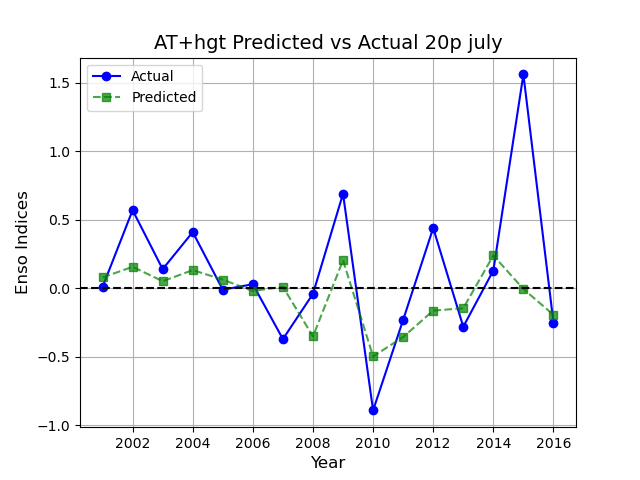 AT+hgt Predicted vs Actual 20p july
Actual
Predicted
1.5
1.0
0.5
0.0
−0.5
−1.0
Enso Indices
2002 2004 2006 2008 2010 2012 2014 2016
Year